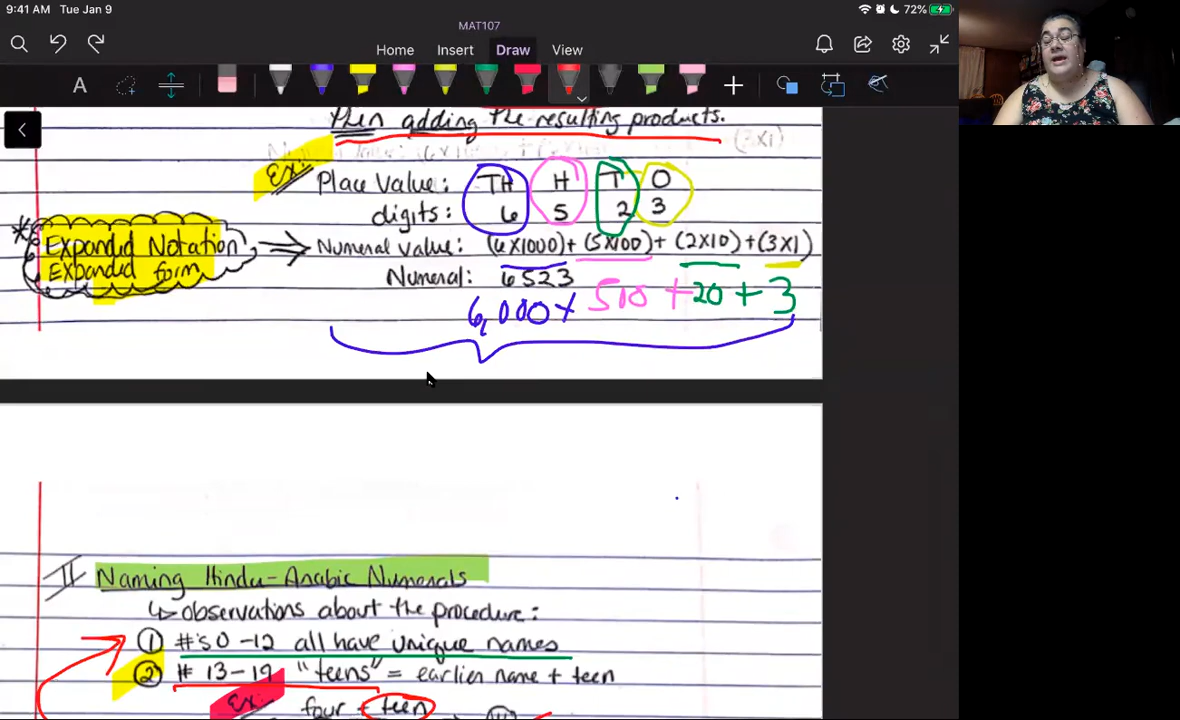 9:41 AM Tue Jan 9
72%
MAT107
Home Insert Draw View
A
then adding the resulting products.
(3x1)
Ex: Place Value: TH H T O
digits: 6 5 2 3
* Expanded Notation
Expanded form
Numeral value: (6x1000) + (5x100) + (2x10) + (3x1)
Numeral: 6523
6,000 + 500 + 20 + 3
II Naming Hindu-Arabic Numerals
↳ observations about the procedure:
① #'s 0-12 all have unique names
② # 13-19 "teens" = earlier name + teen
Ex: four + teen